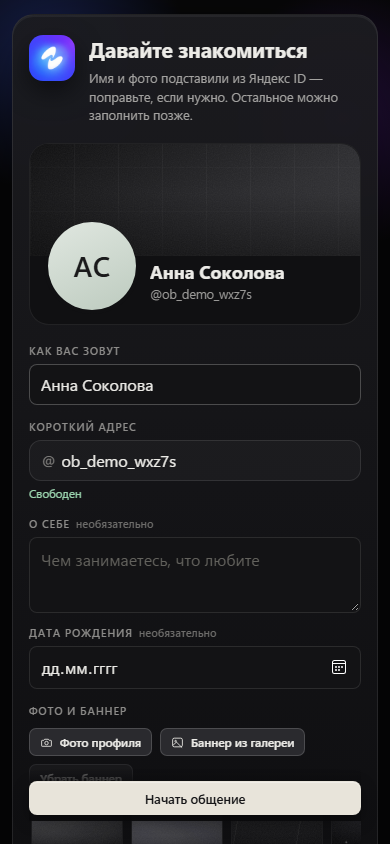 Давайте знакомиться
Имя и фото подставили из Яндекс ID —
поправьте, если нужно. Остальное можно
заполнить позже.
АС
Анна Соколова
@ob_demo_wxz7s
КАК ВАС ЗОВУТ
Анна Соколова
КОРОТКИЙ АДРЕС
@ ob_demo_wxz7s
Свободен
О СЕБЕ необязательно
Чем занимаетесь, что любите
ДАТА РОЖДЕНИЯ необязательно
дд.мм.гггг
ФОТО И БАННЕР
Фото профиля
Баннер из галереи
Убрать баннер
Начать общение